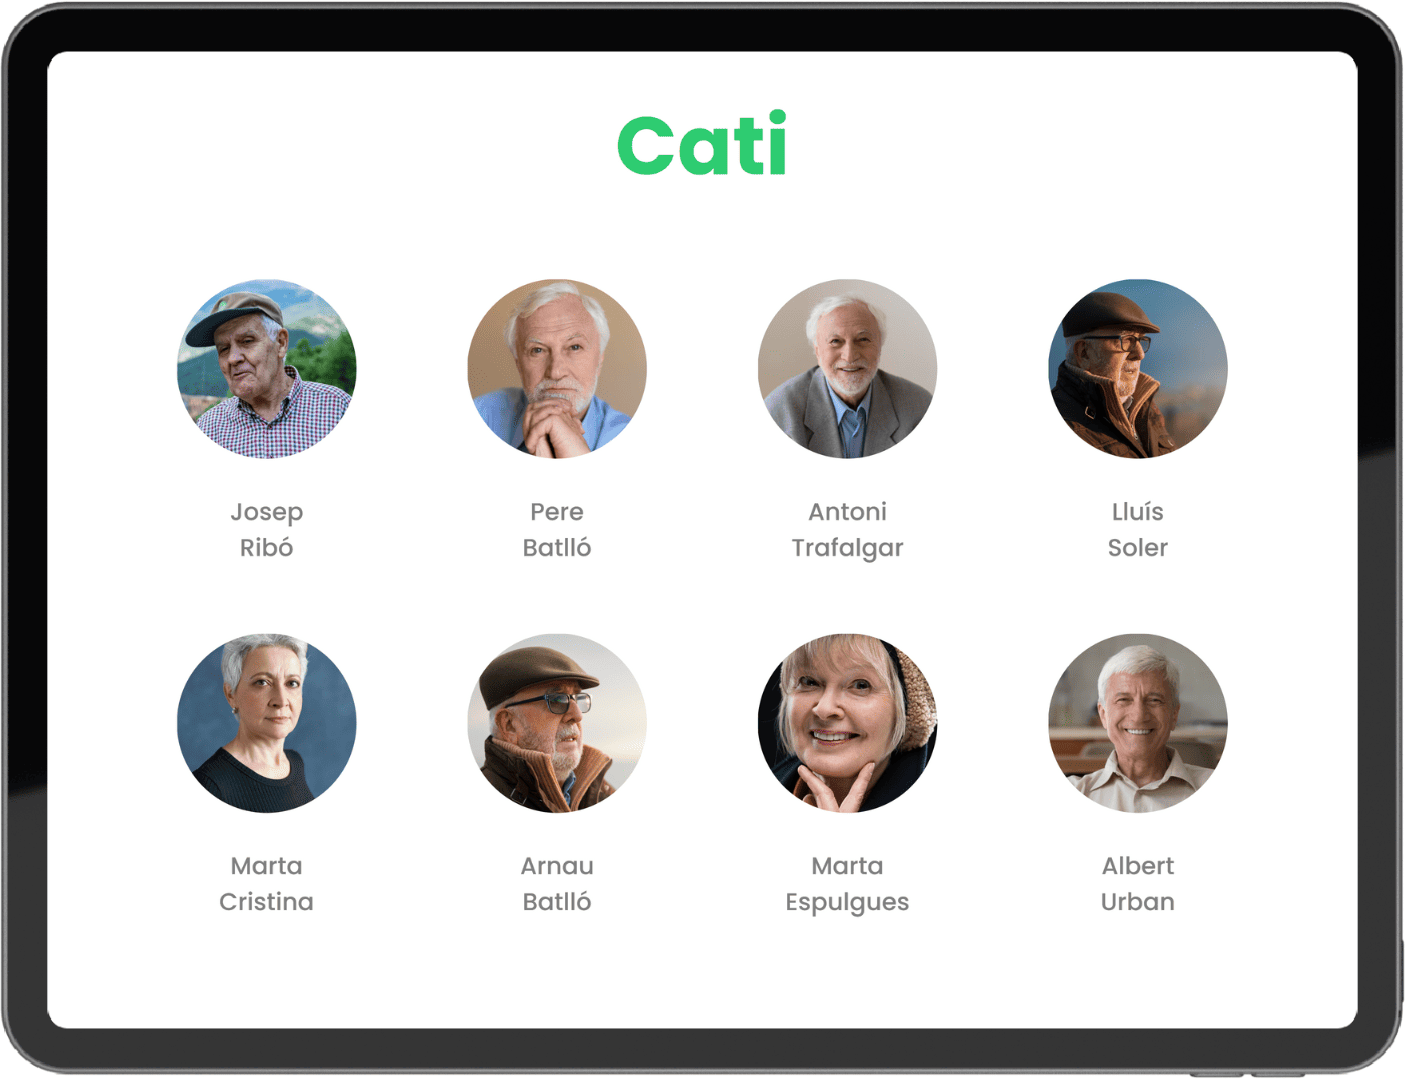 Cati
Josep
Ribó
Pere
Batlló
Antoni
Trafalgar
Lluís
Soler
Marta
Cristina
Arnau
Batlló
Marta
Espulgues
Albert
Urban